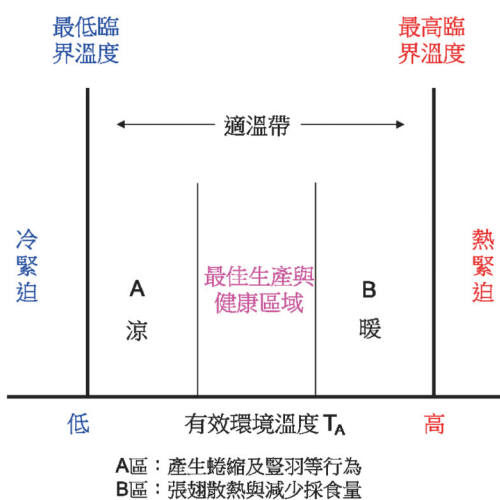 最低臨
界溫度
最高臨
界溫度
適溫帶
冷緊迫
A
涼
最佳生產與
健康區域
B
暖
熱緊迫
低
有效環境溫度 TA
高
A區：產生蜷縮及豎羽等行為
B區：張翅散熱與減少採食量